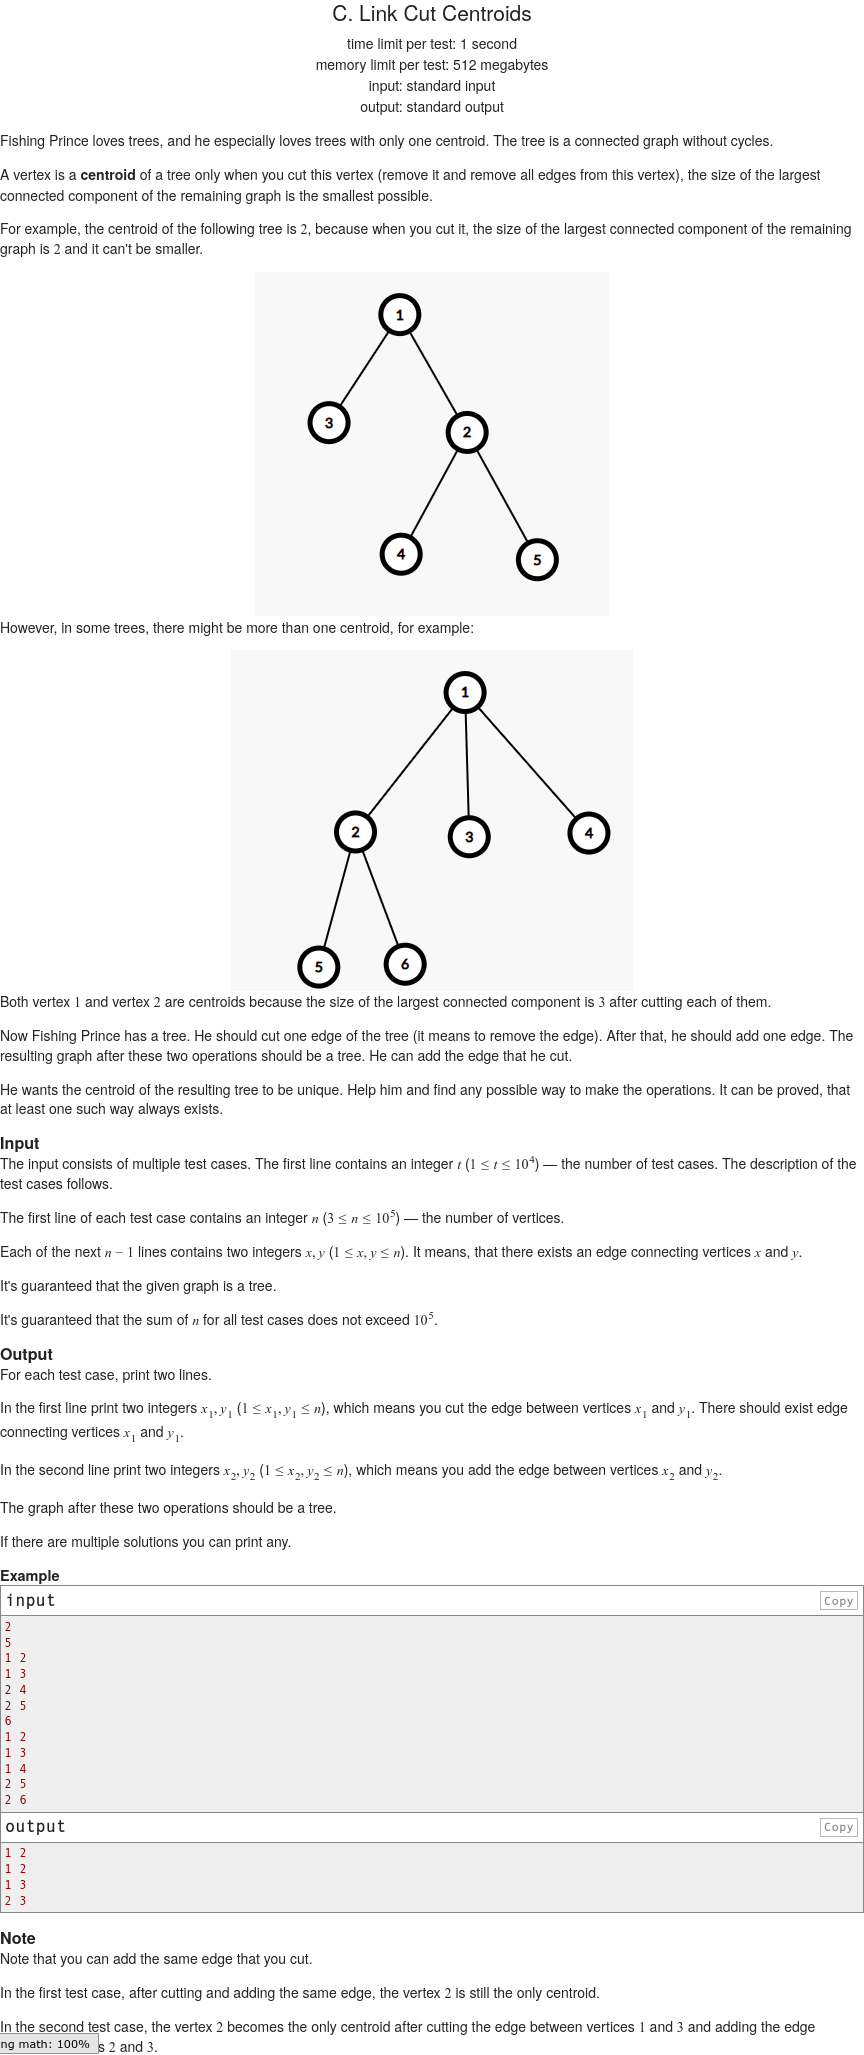 C. Link Cut Centroids
time limit per test: 1 second
memory limit per test: 512 megabytes
input: standard input
output: standard output
Fishing Prince loves trees, and he especially loves trees with only one centroid. The tree is a connected graph without cycles.
A vertex is a centroid of a tree only when you cut this vertex (remove it and remove all edges from this vertex), the size of the largest
connected component of the remaining graph is the smallest possible.
For example, the centroid of the following tree is 2, because when you cut it, the size of the largest connected component of the remaining
graph is 2 and it can't be smaller.
1
3
2
4
5
However, in some trees, there might be more than one centroid, for example:
1
2
3
4
5
6
Both vertex 1 and vertex 2 are centroids because the size of the largest connected component is 3 after cutting each of them.
Now Fishing Prince has a tree. He should cut one edge of the tree (it means to remove the edge). After that, he should add one edge. The
resulting graph after these two operations should be a tree. He can add the edge that he cut.
He wants the centroid of the resulting tree to be unique. Help him and find any possible way to make the operations. It can be proved, that
at least one such way always exists.
Input
The input consists of multiple test cases. The first line contains an integer t (1 ≤ t ≤ 10^4) — the number of test cases. The description of the
test cases follows.
The first line of each test case contains an integer n (3 ≤ n ≤ 10^5) — the number of vertices.
Each of the next n − 1 lines contains two integers x, y (1 ≤ x, y ≤ n). It means, that there exists an edge connecting vertices x and y.
It's guaranteed that the given graph is a tree.
It's guaranteed that the sum of n for all test cases does not exceed 10^5.
Output
For each test case, print two lines.
In the first line print two integers x_1, y_1 (1 ≤ x_1, y_1 ≤ n), which means you cut the edge between vertices x_1 and y_1. There should exist edge
connecting vertices x_1 and y_1.
In the second line print two integers x_2, y_2 (1 ≤ x_2, y_2 ≤ n), which means you add the edge between vertices x_2 and y_2.
The graph after these two operations should be a tree.
If there are multiple solutions you can print any.
Example
input
Copy
2
5
1 2
1 3
2 4
2 5
6
1 2
1 3
1 4
2 5
2 6
output
Copy
1 2
1 2
1 3
2 3
Note
Note that you can add the same edge that you cut.
In the first test case, after cutting and adding the same edge, the vertex 2 is still the only centroid.
In the second test case, the vertex 2 becomes the only centroid after cutting the edge between vertices 1 and 3 and adding the edge
ng math: 100% s 2 and 3.